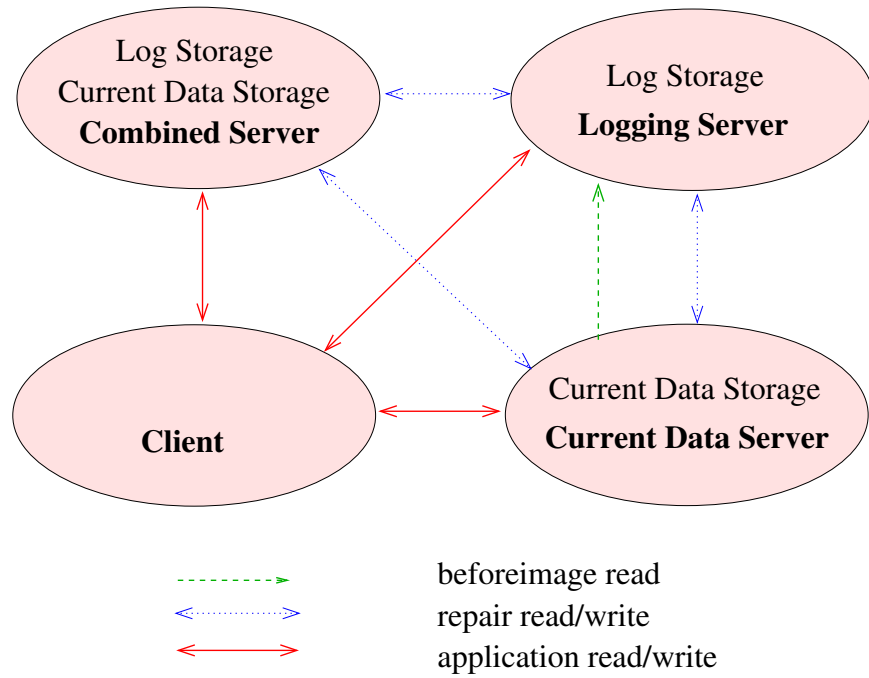 Log Storage
Current Data Storage
Combined Server
Log Storage
Logging Server
Client
Current Data Storage
Current Data Server
beforeimage read
repair read/write
application read/write